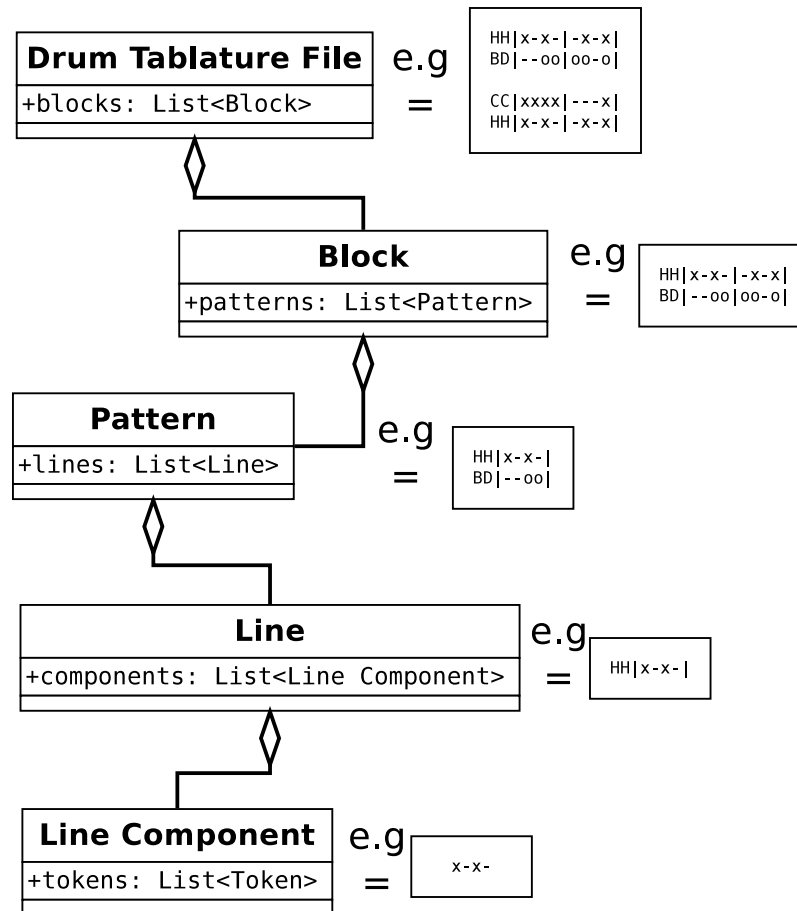 Drum Tablature File
+blocks: List<Block>
e.g
=
HH|x-x-|-x-x|
BD|--oo|oo-o|
CC|xxxx|---x|
HH|x-x-|-x-x|
Block
+patterns: List<Pattern>
e.g
=
HH|x-x-|-x-x|
BD|--oo|oo-o|
Pattern
+lines: List<Line>
e.g
=
HH|x-x-|
BD|--oo|
Line
+components: List<Line Component>
e.g
=
HH|x-x-|
Line Component
+tokens: List<Token>
e.g
=
x-x-